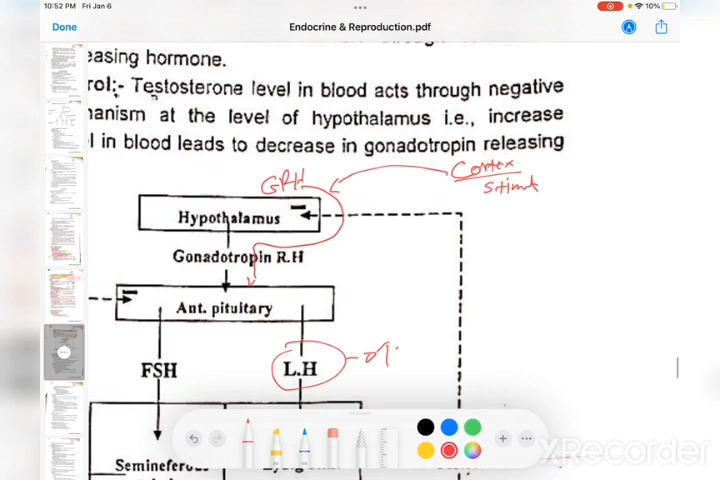 10:52 PM Fri Jan 6
10%
Done
Endocrine & Reproduction.pdf
easing hormone.
rol:- Testosterone level in blood acts through negative
nanism at the level of hypothalamus i.e., increase
l in blood leads to decrease in gonadotropin releasing
GRH
Cortex
Stimt
Hypothalamus
Gonadotropin R.H
Ant. pituitary
FSH
L.H
Semineferous
XRecorder